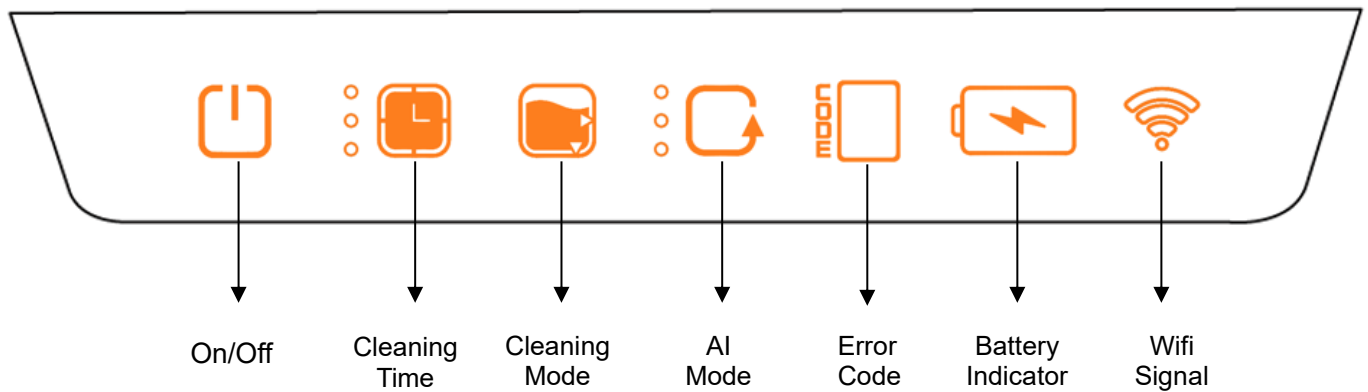 CODE
On/Off
Cleaning Time
Cleaning Mode
AI Mode
Error Code
Battery Indicator
Wifi Signal